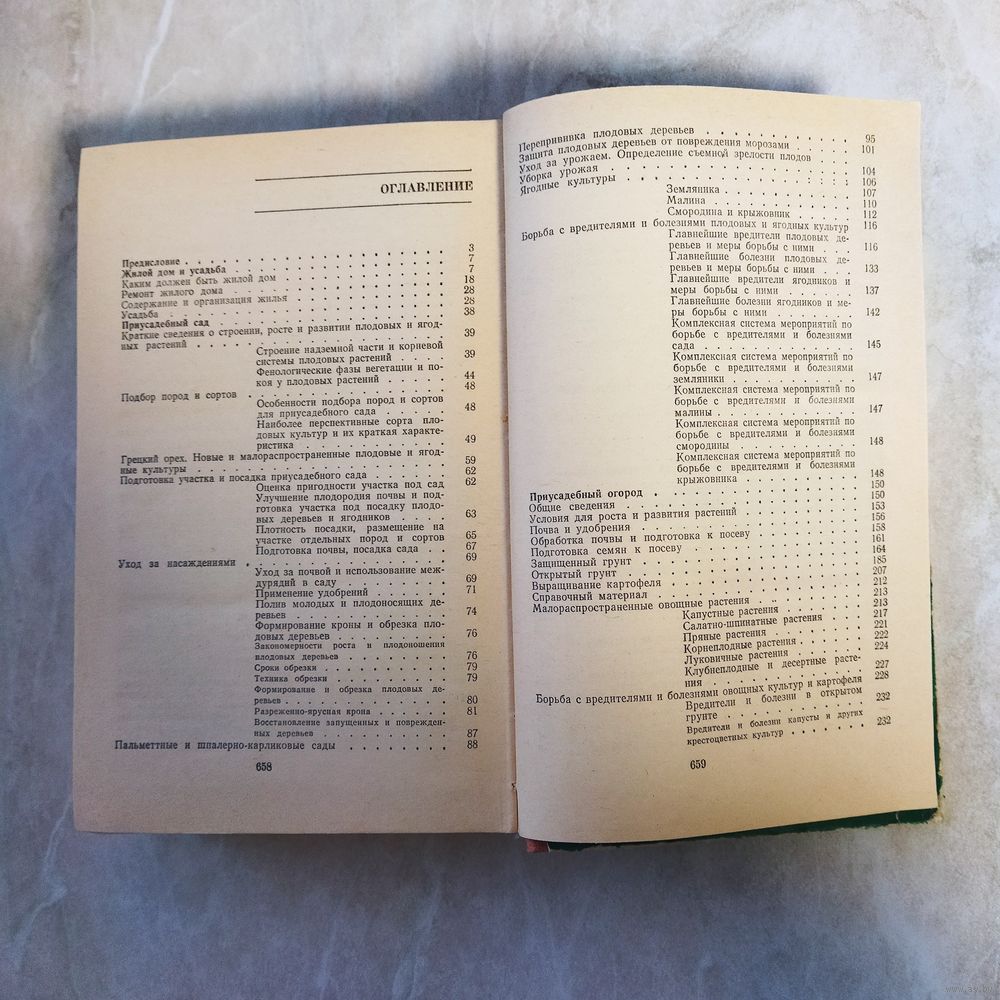 ОГЛАВЛЕНИЕ
Предисловие . . . 3
Жилой дом и усадьба . . . 7
Каким должен быть жилой дом . . . 7
Ремонт жилого дома . . . 18
Содержание и организация жилья . . . 28
Усадьба . . . 28
Приусадебный сад . . . 38
Краткие сведения о строении, росте и развитии плодовых и ягод-
ных растений . . . 39
Строение надземной части и корневой
системы плодовых растений . . . 39
Фенологические фазы вегетации и по-
коя у плодовых растений . . . 44
Подбор пород и сортов . . . 48
Особенности подбора пород и сортов
для приусадебного сада . . . 48
Наиболее перспективные сорта пло-
довых культур и их краткая характе-
ристика . . . 49
Грецкий орех. Новые и малораспространенные плодовые и ягод-
ные культуры . . . 59
Подготовка участка и посадка приусадебного сада . . . 62
Оценка пригодности участка под сад 62
Улучшение плодородия почвы и под-
готовка участка под посадку плодо-
вых деревьев и ягодников . . . 63
Плотность посадки, размещение на
участке отдельных пород и сортов 65
Подготовка почвы, посадка сада . . 67
Уход за насаждениями . . . 69
Уход за почвой и использование меж-
дурядий в саду . . . 69
Применение удобрений . . . 71
Полив молодых и плодоносящих де-
ревьев . . . 74
Формирование кроны и обрезка пло-
довых деревьев . . . 76
Закономерности роста и плодоношения
плодовых деревьев . . . 76
Сроки обрезки . . . 79
Техника обрезки . . . 79
Формирование и обрезка плодовых де-
ревьев . . . 80
Разреженно-ярусная крона . . . 81
Восстановление запущенных и поврежден-
ных деревьев . . . 87
Пальметтные и шпалерно-карликовые сады . . . 88
658
Перепрививка плодовых деревьев . . . 95
Защита плодовых деревьев от повреждения морозами . . . 101
Уход за урожаем. Определение съемной зрелости плодов
Уборка урожая . . . 104
Ягодные культуры . . . 106
Земляника . . . 107
Малина . . . 110
Смородина и крыжовник . . . 112
Борьба с вредителями и болезнями плодовых и ягодных культур 116
Главнейшие вредители плодовых де-
ревьев и меры борьбы с ними . . 116
Главнейшие болезни плодовых де-
ревьев и меры борьбы с ними . . . 133
Главнейшие вредители ягодников и
меры борьбы с ними . . . 137
Главнейшие болезни ягодников и ме-
ры борьбы с ними . . . 142
Комплексная система мероприятий по
борьбе с вредителями и болезнями
сада . . . 145
Комплексная система мероприятий по
борьбе с вредителями и болезнями
земляники . . . 147
Комплексная система мероприятий по
борьбе с вредителями и болезнями
малины . . . 147
Комплексная система мероприятий по
борьбе с вредителями и болезнями
смородины . . . 148
Комплексная система мероприятий по
борьбе с вредителями и болезнями
крыжовника . . . 148
Приусадебный огород . . . 150
Общие сведения . . . 150
Условия для роста и развития растений . . . 153
Почва и удобрения . . . 156
Обработка почвы и подготовка к посеву . . . 158
Подготовка семян к посеву . . . 161
Защищенный грунт . . . 164
Открытый грунт . . . 185
Выращивание картофеля . . . 207
Справочный материал . . . 212
Малораспространенные овощные растения . . . 213
Капустные растения . . . 213
Салатно-шпинатные растения . . . 217
Пряные растения . . . 221
Корнеплодные растения . . . 222
Луковичные растения . . . 224
Клубнеплодные и десертные расте-
ния . . . 227
Борьба с вредителями и болезнями овощных культур и картофеля 228
Вредители и болезни в открытом
грунте . . . 232
Вредители и болезни капусты и других
крестоцветных культур . . . 232
659
www.ay.by